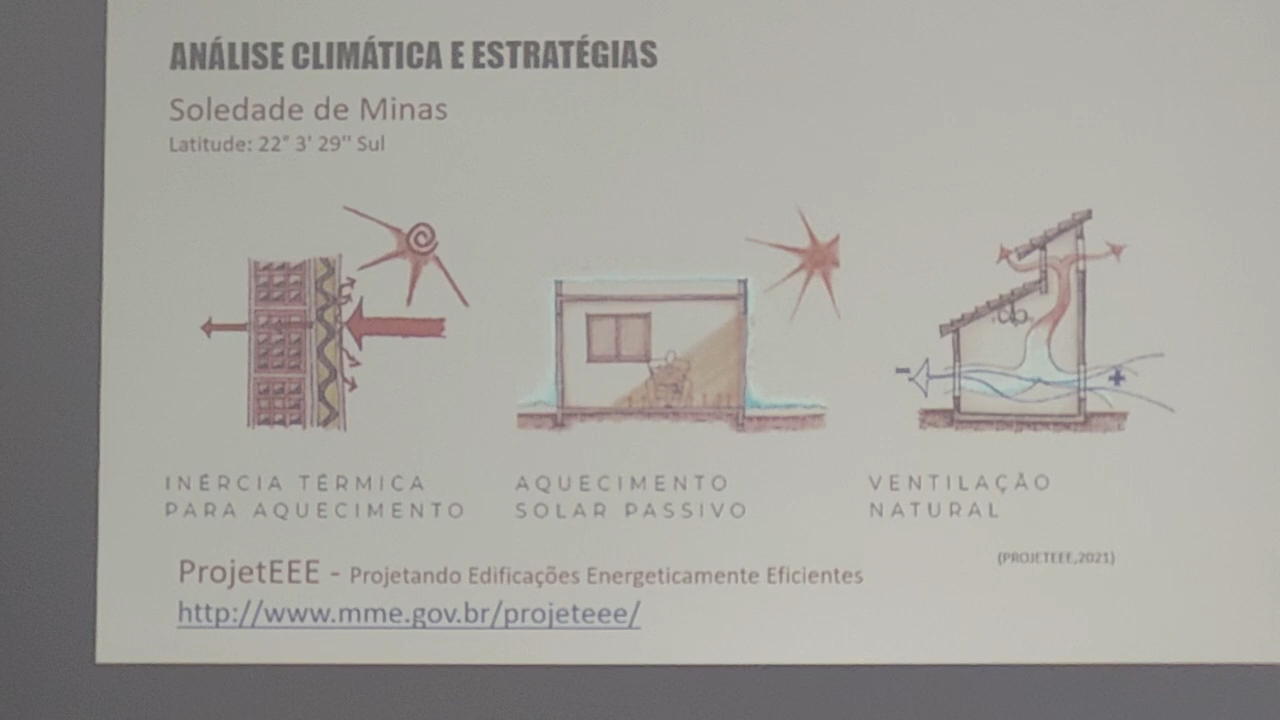 ANÁLISE CLIMÁTICA E ESTRATÉGIAS
Soledade de Minas
Latitude: 22° 3' 29'' Sul
INÉRCIA TÉRMICA
PARA AQUECIMENTO
AQUECIMENTO
SOLAR PASSIVO
VENTILAÇÃO
NATURAL
(PROJETEEE,2021)
ProjetEEE - Projetando Edificações Energeticamente Eficientes
http://www.mme.gov.br/projeteee/